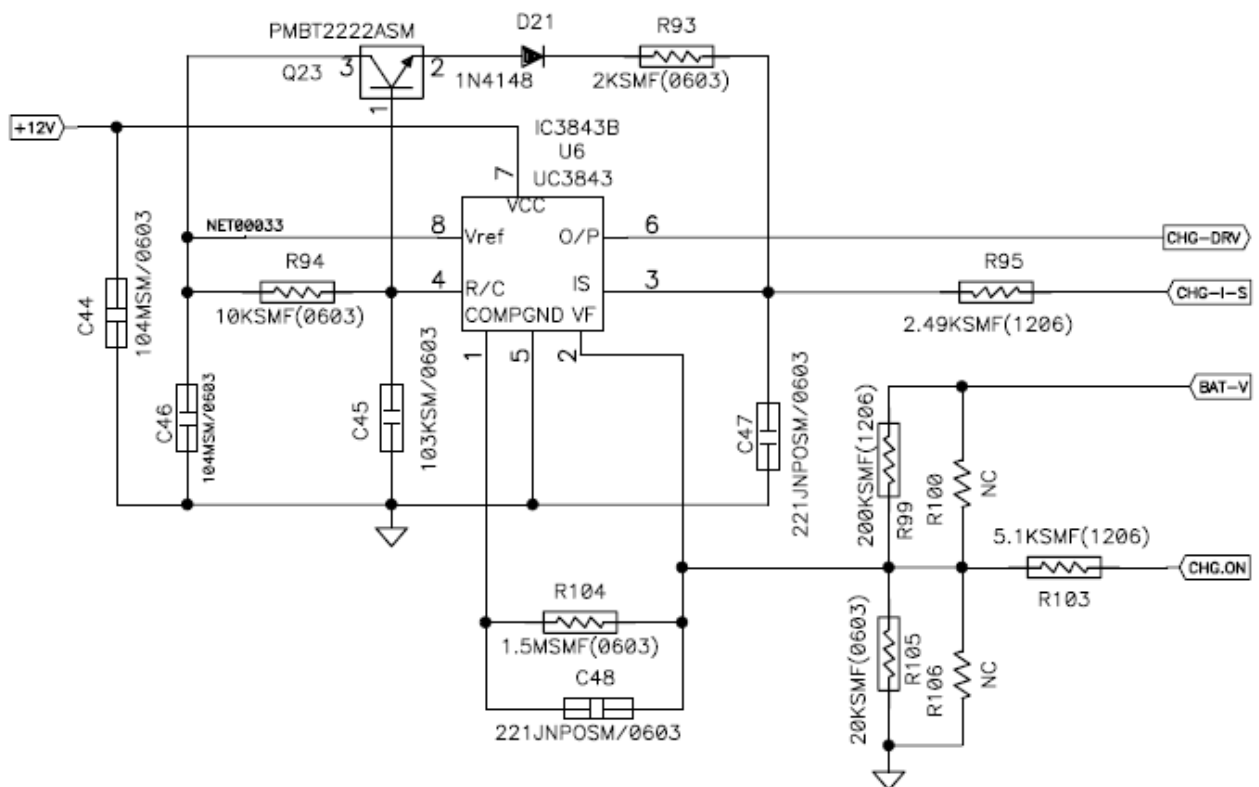 PMBT2222ASM
D21
R93
3
2
Q23
1N4148
2KSMF(0603)
1
+12V
IC3843B
U6
7
UC3843
VCC
NET00033
8
Vref
O/P
6
CHG-DRV
R94
4
R/C
IS
3
R95
CHG-I-S
10KSMF(0603)
COMPGND
VF
2.49KSMF(1206)
C44
104MSM/0603
1
5
2
BAT-V
C46
104MSM/0603
C45
103KSM/0603
C47
221JNPOSM/0603
200KSMF(1206)
R99
R100
NC
5.1KSMF(1206)
CHG.ON
R103
R104
1.5MSMF(0603)
20KSMF(0603)
R105
R106
NC
C48
221JNPOSM/0603